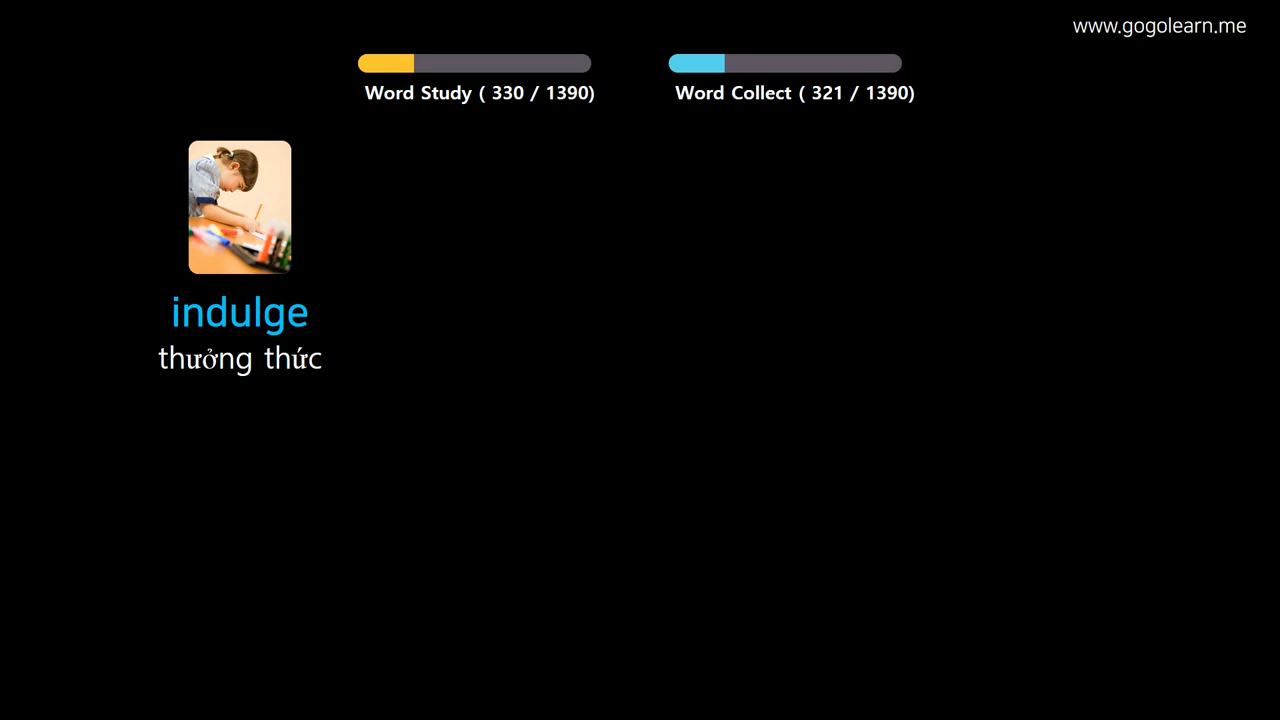 www.gogolearn.me
Word Study ( 330 / 1390)
Word Collect ( 321 / 1390)
indulge
thưởng thức